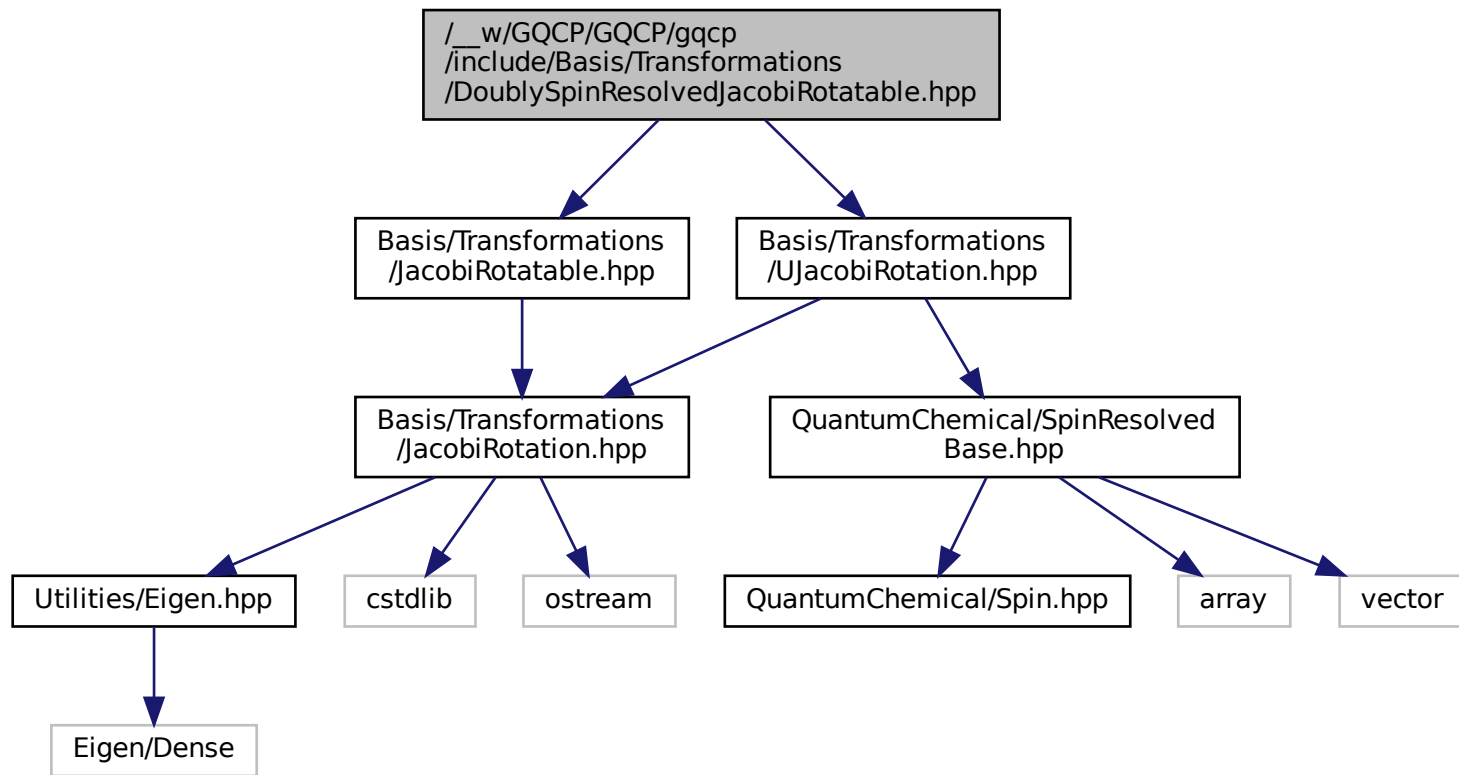 /__w/GQCP/GQCP/gqcp
/include/Basis/Transformations
/DoublySpinResolvedJacobiRotatable.hpp
Basis/Transformations
/JacobiRotatable.hpp
Basis/Transformations
/UJacobiRotation.hpp
Basis/Transformations
/JacobiRotation.hpp
QuantumChemical/SpinResolved
Base.hpp
Utilities/Eigen.hpp
cstdlib
ostream
QuantumChemical/Spin.hpp
array
vector
Eigen/Dense